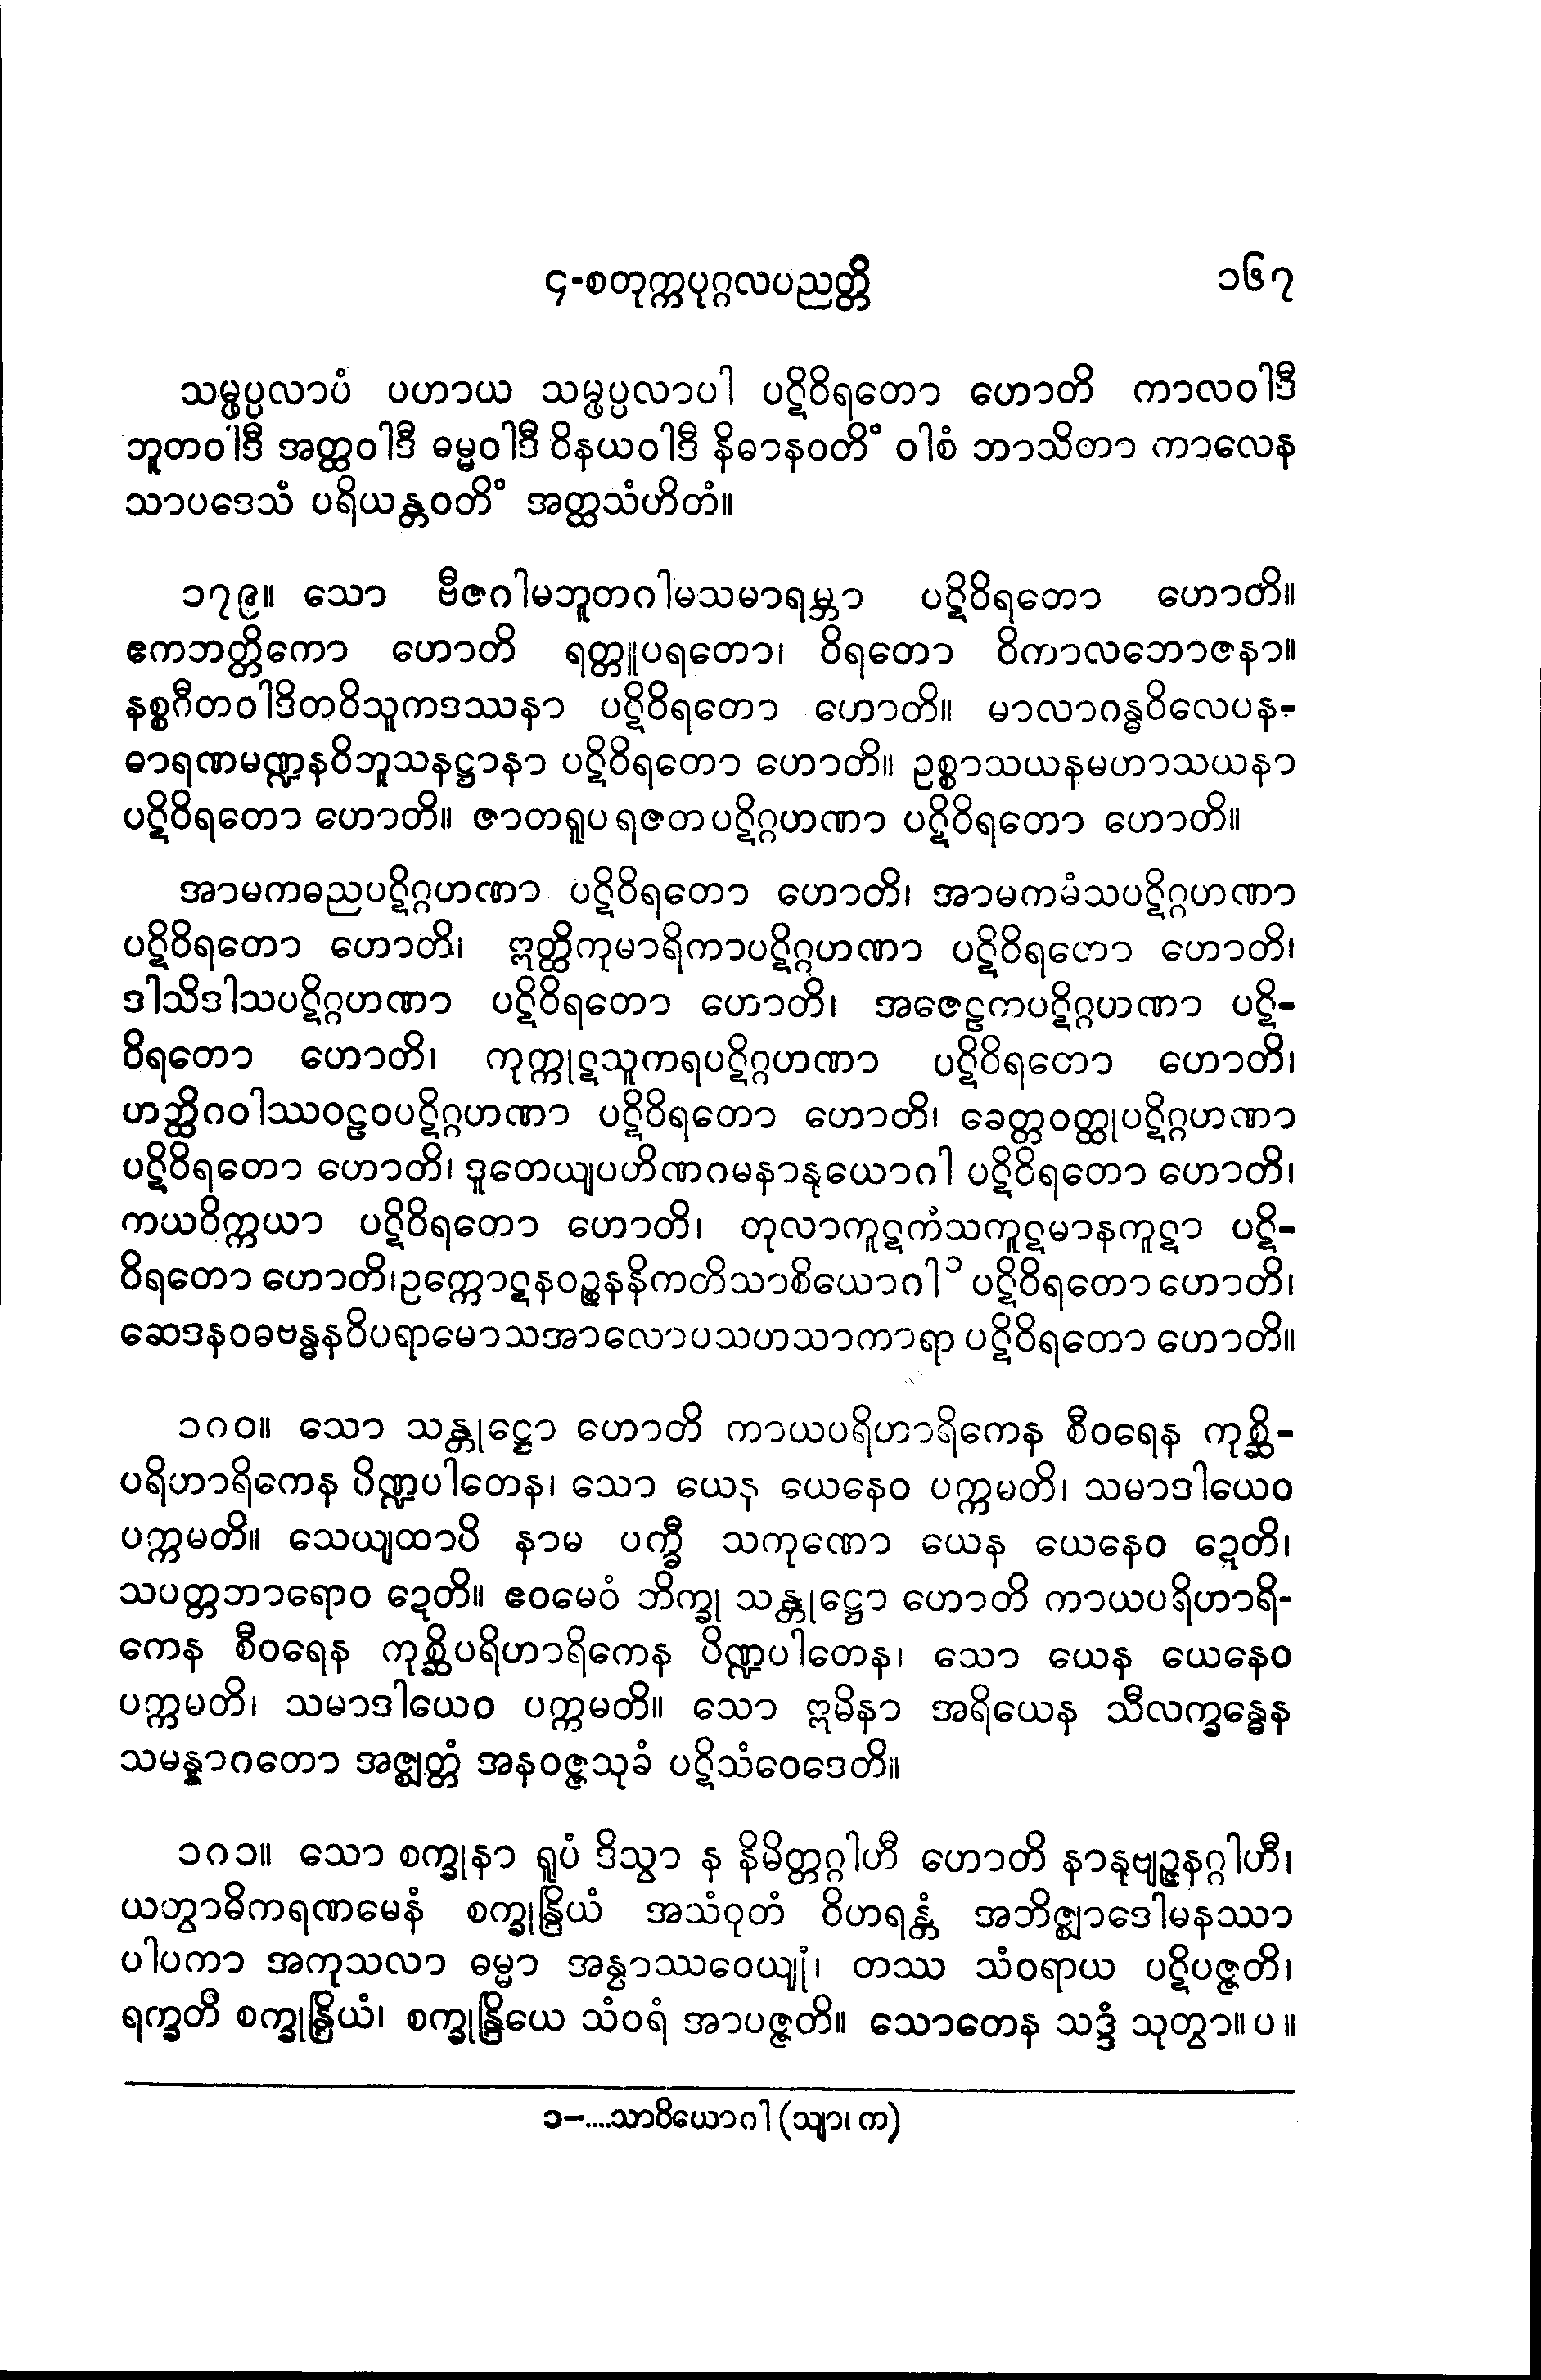 ၄-စတုက္ကပုဂ္ဂလပညတ္တိ ၁၆၇
သမ္ဖပ္ပလာပံ ပဟာယ သမ္ဖပ္ပလာပါ ပဋိဝိရတော ဟောတိ ကာလဝါဒီ
ဘူတဝါဒီ အတ္ထဝါဒီ ဓမ္မဝါဒီ ဝိနယဝါဒီ နိဓာနဝတိံ ဝါစံ ဘာသိတာ ကာလေန
သာပဒေသံ ပရိယန္တဝတိံ အတ္ထသံဟိတံ။
၁၇၉။ သော ဗီဇဂါမဘူတဂါမသမာရမ္ဘာ ပဋိဝိရတော ဟောတိ။
ဧကဘတ္တိကော ဟောတိ ရတ္တူပရတော၊ ဝိရတော ဝိကာလဘောဇနာ။
နစ္စဂီတဝါဒိတဝိသူကဒဿနာ ပဋိဝိရတော ဟောတိ။ မာလာဂန္ဓဝိလေပန-
ဓာရဏမဏ္ဍနဝိဘူသနဋ္ဌာနာ ပဋိဝိရတော ဟောတိ။ ဥစ္စာသယနမဟာသယနာ
ပဋိဝိရတော ဟောတိ။ ဇာတရူပရဇတပဋိဂ္ဂဟဏာ ပဋိဝိရတော ဟောတိ။
အာမကဓညပဋိဂ္ဂဟဏာ ပဋိဝိရတော ဟောတိ၊ အာမကမံသပဋိဂ္ဂဟဏာ
ပဋိဝိရတော ဟောတိ၊ ဣတ္ထိကုမာရိကာပဋိဂ္ဂဟဏာ ပဋိဝိရတော ဟောတိ၊
ဒါသိဒါသပဋိဂ္ဂဟဏာ ပဋိဝိရတော ဟောတိ၊ အဇေဠကပဋိဂ္ဂဟဏာ ပဋိ-
ဝိရတော ဟောတိ၊ ကုက္ကုဋသူကရပဋိဂ္ဂဟဏာ ပဋိဝိရတော ဟောတိ၊
ဟတ္ထိဂဝါဿဝဠဝပဋိဂ္ဂဟဏာ ပဋိဝိရတော ဟောတိ၊ ခေတ္တဝတ္ထုပဋိဂ္ဂဟဏာ
ပဋိဝိရတော ဟောတိ၊ ဒူတေယျပဟိဏဂမနာနုယောဂါ ပဋိဝိရတော ဟောတိ၊
ကယဝိက္ကယာ ပဋိဝိရတော ဟောတိ၊ တုလာကူဋကံသကူဋမာနကူဋာ ပဋိ-
ဝိရတော ဟောတိ၊ဥက္ကောဋနဝဉ္စနနိကတိသာစိယောဂါ ၁ ပဋိဝိရတော ဟောတိ၊
ဆေဒနဝဓဗန္ဓနဝိပရာမောသအာလောပသဟသာကာရာ ပဋိဝိရတော ဟောတိ။
၁၈၀။ သော သန္တုဋ္ဌော ဟောတိ ကာယပရိဟာရိကေန စီဝရေန ကုစ္ဆိ-
ပရိဟာရိကေန ပိဏ္ဍပါတေန၊ သော ယေန ယေနေဝ ပက္ကမတိ၊ သမာဒါယေဝ
ပက္ကမတိ။ သေယျထာပိ နာမ ပက္ခီ သကုဏော ယေန ယေနေဝ ဍေတိ၊
သပတ္တဘာရောဝ ဍေတိ။ ဧဝမေဝံ ဘိက္ခု သန္တုဋ္ဌော ဟောတိ ကာယပရိဟာရိ-
ကေန စီဝရေန ကုစ္ဆိပရိဟာရိကေန ပိဏ္ဍပါတေန၊ သော ယေန ယေနေဝ
ပက္ကမတိ၊ သမာဒါယေဝ ပက္ကမတိ။ သော ဣမိနာ အရိယေန သီလက္ခန္ဓေန
သမန္နာဂတော အဇ္ဈတ္တံ အနဝဇ္ဇသုခံ ပဋိသံဝေဒေတိ။
၁၈၁။ သော စက္ခုနာ ရူပံ ဒိသွာ န နိမိတ္တဂ္ဂါဟီ ဟောတိ နာနုဗျဉ္ဇနဂ္ဂါဟီ၊
ယတွာဓိကရဏမေနံ စက္ခုန္ဒြိယံ အသံဝုတံ ဝိဟရန္တံ အဘိဇ္ဈာဒေါမနဿာ
ပါပကာ အကုသလာ ဓမ္မာ အနွာဿဝေယျုံ၊ တဿ သံဝရာယ ပဋိပဇ္ဇတိ၊
ရက္ခတိ စက္ခုန္ဒြိယံ၊ စက္ခုန္ဒြိယေ သံဝရံ အာပဇ္ဇတိ။ သောတေန သဒ္ဒံ သုတွာ။ပ။
၁-....သာဝိယောဂါ (သျာ၊ က)